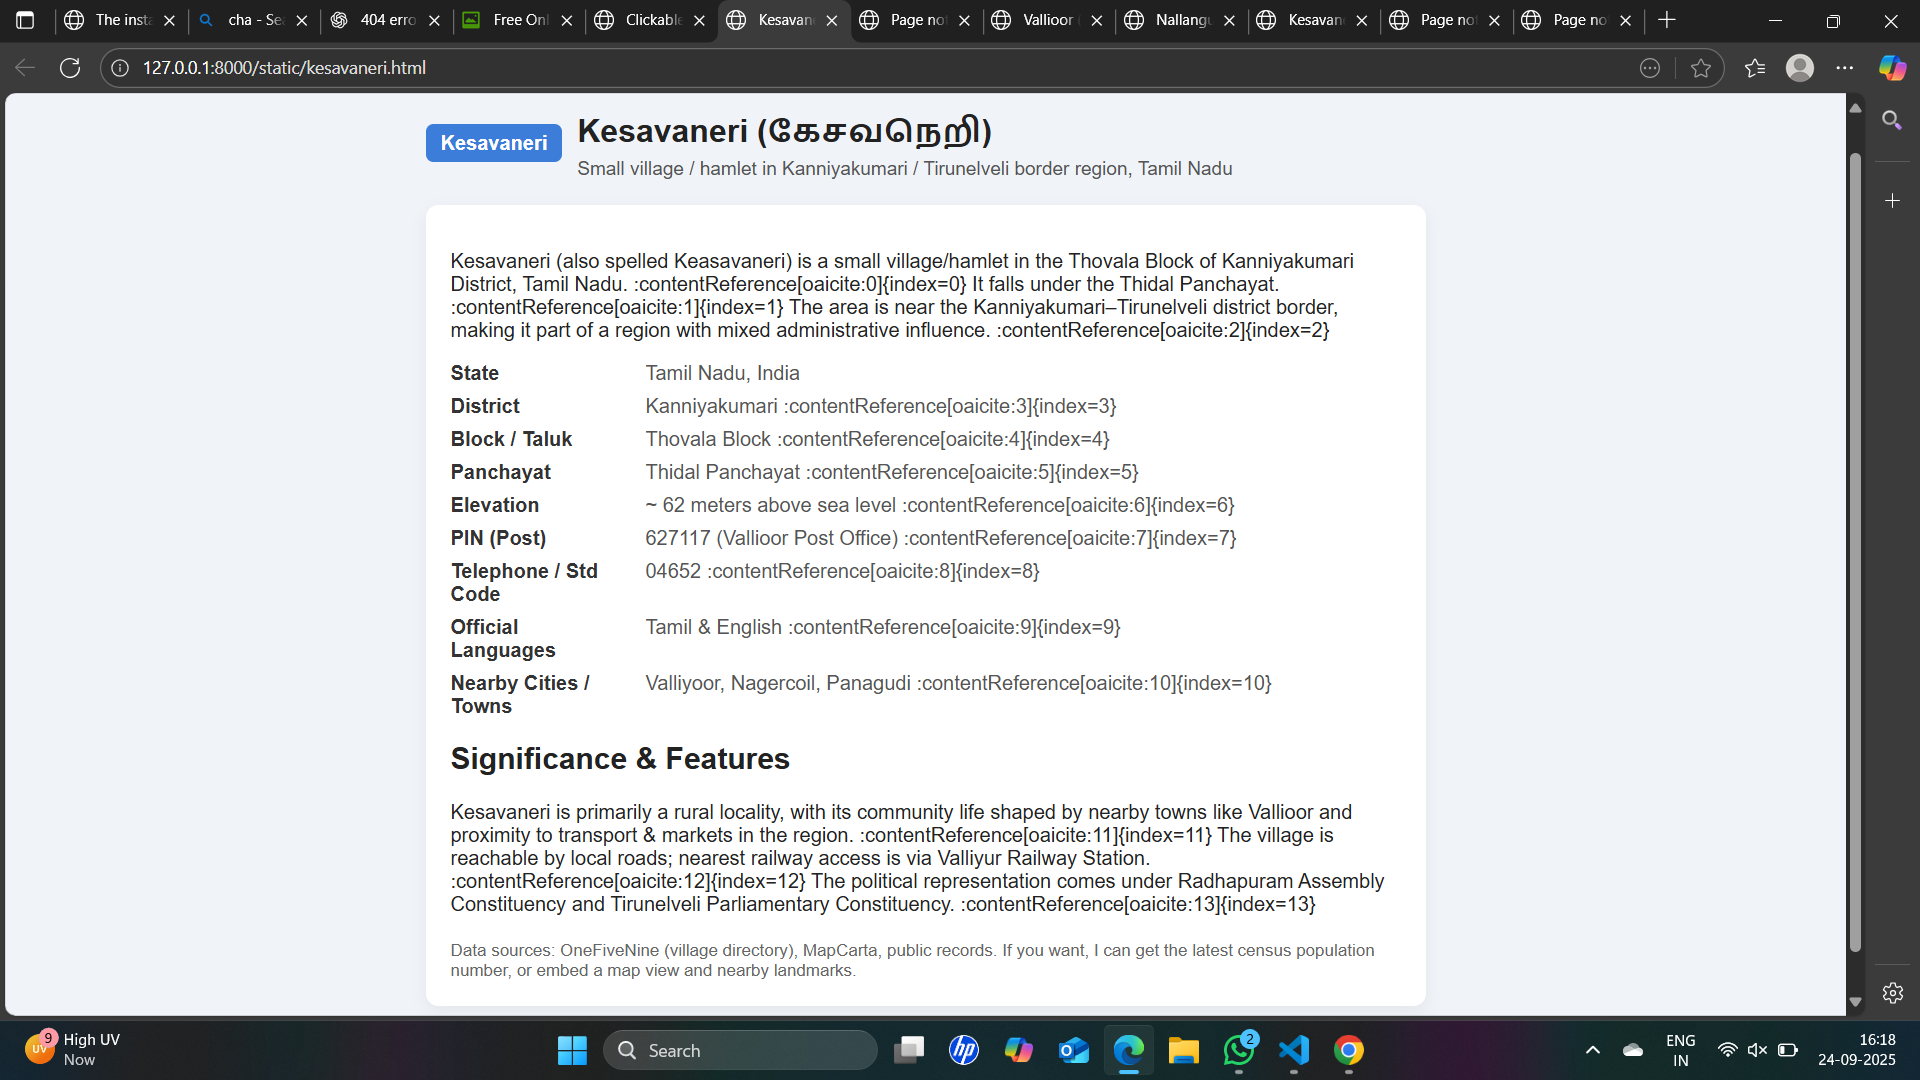 The insta
cha - Sea
404 erro
Free Onl
Clickable
Kesavan
Page not
Vallioor
Nallangu
Kesavan
Page not
Page no
127.0.0.1:8000/static/kesavaneri.html
Kesavaneri
Kesavaneri (கேசவநெறி)
Small village / hamlet in Kanniyakumari / Tirunelveli border region, Tamil Nadu
Kesavaneri (also spelled Keasavaneri) is a small village/hamlet in the Thovala Block of Kanniyakumari
District, Tamil Nadu. :contentReference[oaicite:0]{index=0} It falls under the Thidal Panchayat.
:contentReference[oaicite:1]{index=1} The area is near the Kanniyakumari–Tirunelveli district border,
making it part of a region with mixed administrative influence. :contentReference[oaicite:2]{index=2}
State Tamil Nadu, India
District Kanniyakumari :contentReference[oaicite:3]{index=3}
Block / Taluk Thovala Block :contentReference[oaicite:4]{index=4}
Panchayat Thidal Panchayat :contentReference[oaicite:5]{index=5}
Elevation ~ 62 meters above sea level :contentReference[oaicite:6]{index=6}
PIN (Post) 627117 (Vallioor Post Office) :contentReference[oaicite:7]{index=7}
Telephone / Std 04652 :contentReference[oaicite:8]{index=8}
Code
Official Tamil & English :contentReference[oaicite:9]{index=9}
Languages
Nearby Cities / Valliyoor, Nagercoil, Panagudi :contentReference[oaicite:10]{index=10}
Towns
Significance & Features
Kesavaneri is primarily a rural locality, with its community life shaped by nearby towns like Vallioor and
proximity to transport & markets in the region. :contentReference[oaicite:11]{index=11} The village is
reachable by local roads; nearest railway access is via Valliyur Railway Station.
:contentReference[oaicite:12]{index=12} The political representation comes under Radhapuram Assembly
Constituency and Tirunelveli Parliamentary Constituency. :contentReference[oaicite:13]{index=13}
Data sources: OneFiveNine (village directory), MapCarta, public records. If you want, I can get the latest census population
number, or embed a map view and nearby landmarks.
9
UV
High UV
Now
Search
hp
2
ENG
IN
16:18
24-09-2025